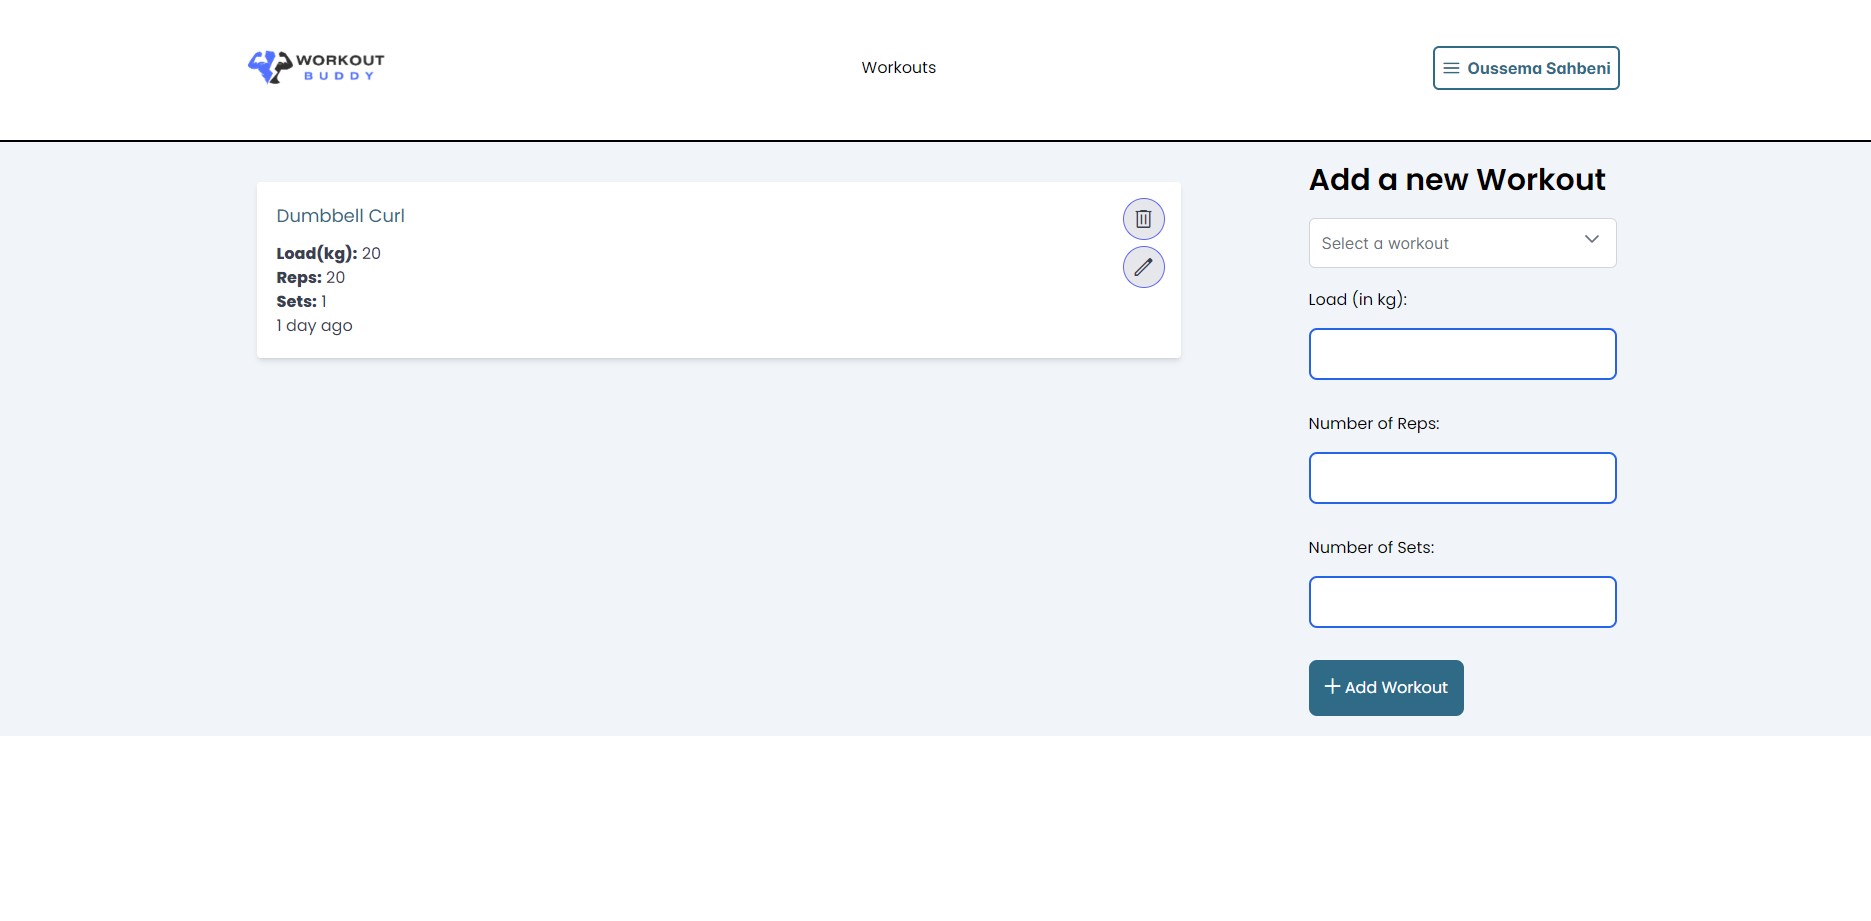 WORKOUT
BUDDY
Workouts
Oussema Sahbeni
Dumbbell Curl
Load(kg): 20
Reps: 20
Sets: 1
1 day ago
Add a new Workout
Select a workout
Load (in kg):
Number of Reps:
Number of Sets:
Add Workout